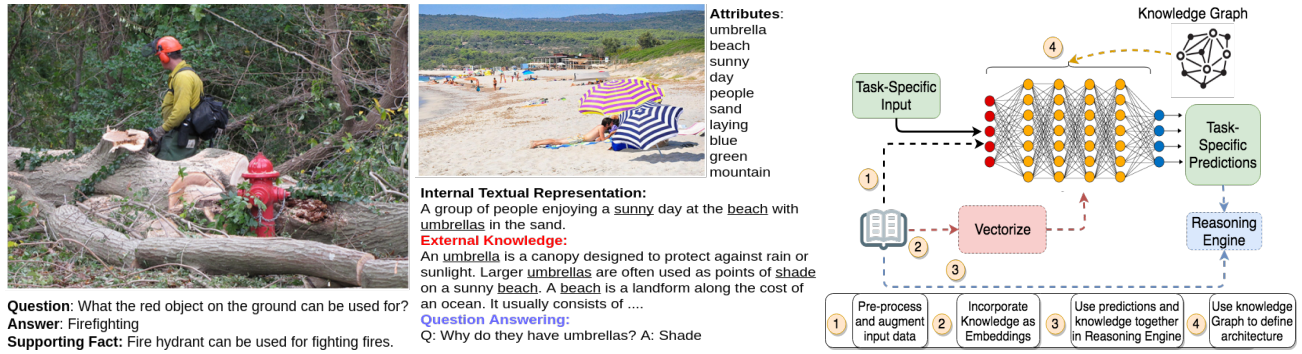 Question: What the red object on the ground can be used for?
Answer: Firefighting
Supporting Fact: Fire hydrant can be used for fighting fires.
Attributes:
umbrella
beach
sunny
day
people
sand
laying
blue
green
mountain
Internal Textual Representation:
A group of people enjoying a sunny day at the beach with
umbrellas in the sand.
External Knowledge:
An umbrella is a canopy designed to protect against rain or
sunlight. Larger umbrellas are often used as points of shade
on a sunny beach. A beach is a landform along the cost of
an ocean. It usually consists of ....
Question Answering:
Q: Why do they have umbrellas? A: Shade
Knowledge Graph
4
Task-Specific
Input
Task-
Specific
Predictions
1
Vectorize
2
Reasoning
Engine
3
1
Pre-process
and augment
input data
2
Incorporate
Knowledge as
Embeddings
3
Use predictions and
knowledge together
in Reasoning Engine
4
Use knowledge
Graph to define
architecture